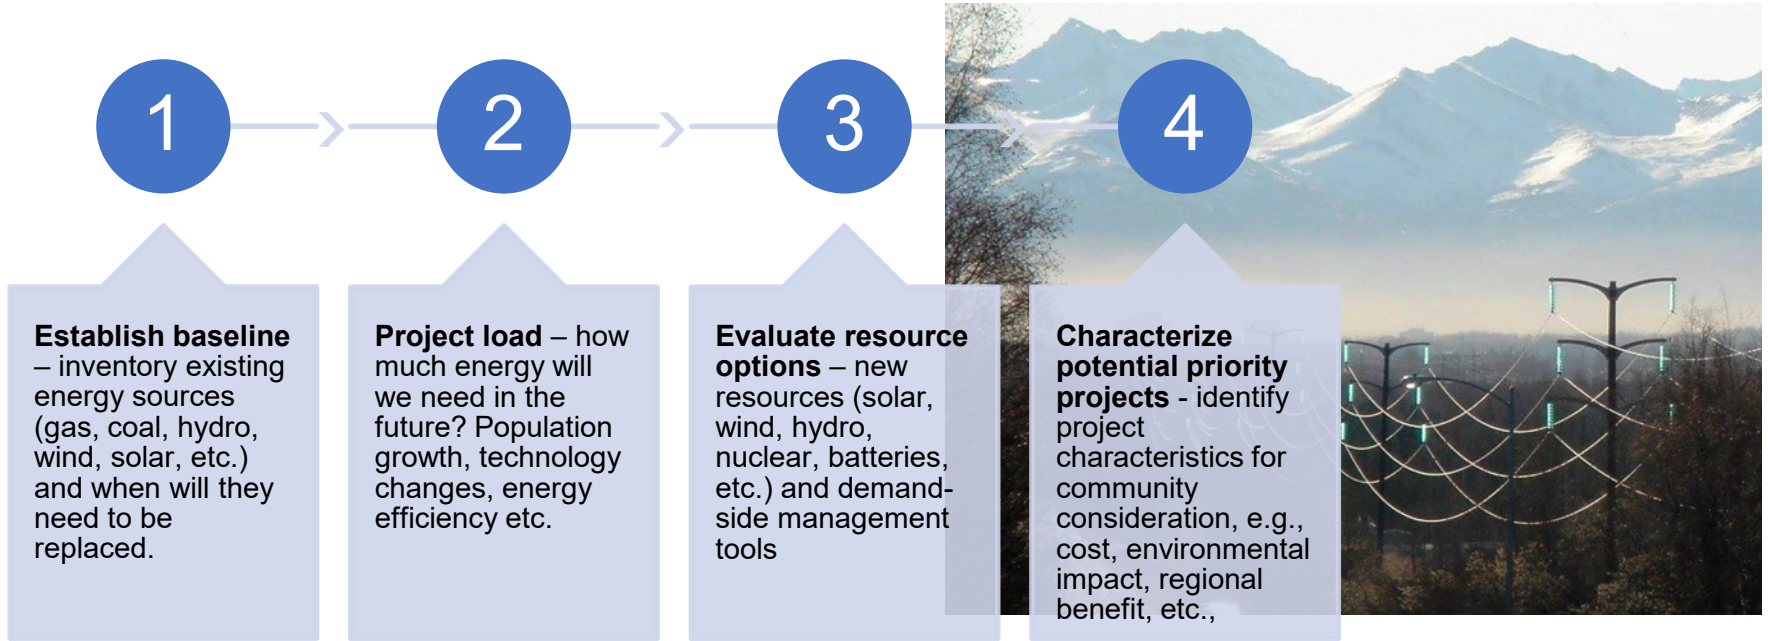 1
2
3
4
Establish baseline
– inventory existing
energy sources
(gas, coal, hydro,
wind, solar, etc.)
and when will they
need to be
replaced.
Project load – how
much energy will
we need in the
future? Population
growth, technology
changes, energy
efficiency etc.
Evaluate resource
options – new
resources (solar,
wind, hydro,
nuclear, batteries,
etc.) and demand-
side management
tools
Characterize
potential priority
projects - identify
project
characteristics for
community
consideration, e.g.,
cost, environmental
impact, regional
benefit, etc.,